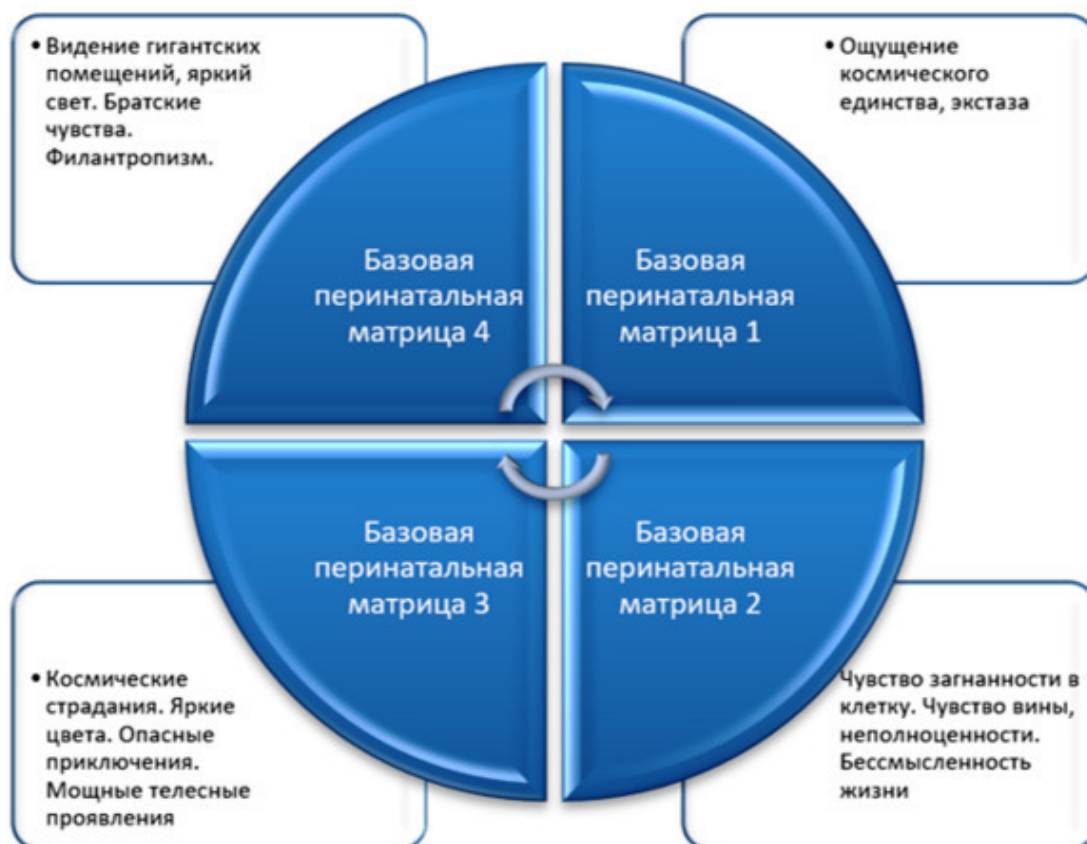 • Видение гигантских
помещений, яркий
свет. Братские
чувства.
Филантропизм.
• Ощущение
космического
единства, экстаза
Базовая
перинатальная
матрица 4
Базовая
перинатальная
матрица 1
Базовая
перинатальная
матрица 3
Базовая
перинатальная
матрица 2
• Космические
страдания. Яркие
цвета. Опасные
приключения.
Мощные телесные
проявления
Чувство загнанности в
клетку. Чувство вины,
неполноценности.
Бессмысленность
жизни